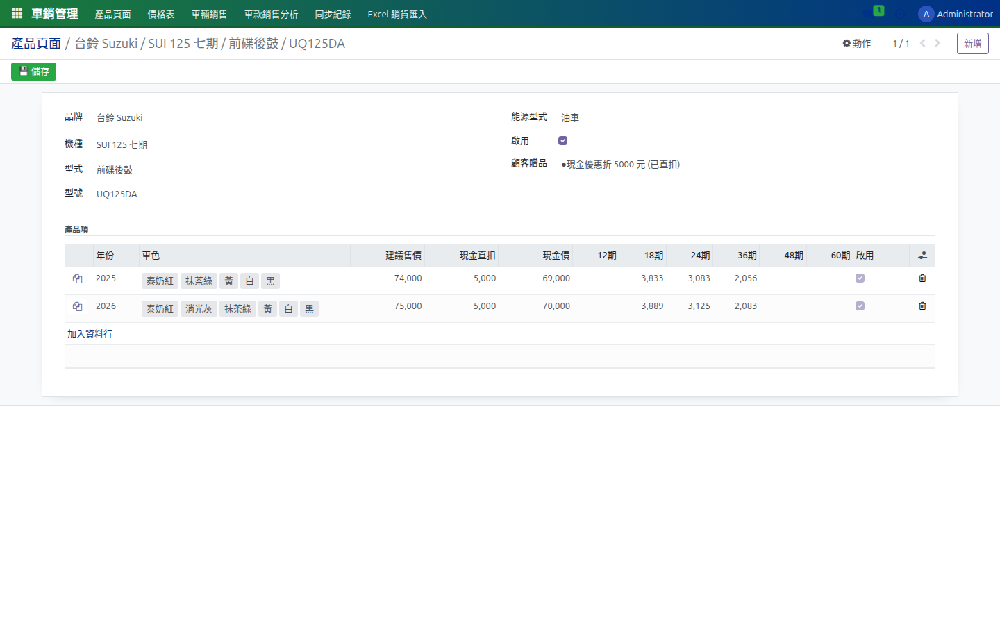 車銷管理 產品頁面 價格表 車輛銷售 車款銷售分析 同步紀錄 Excel 銷貨匯入 1 A Administrator
產品頁面 / 台鈴 Suzuki / SUI 125 七期 / 前碟後鼓 / UQ125DA 動作 1 / 1 新增
儲存
品牌 台鈴 Suzuki 能源型式 油車
機種 SUI 125 七期 啟用
型式 前碟後鼓 顧客贈品 ●現金優惠折 5000 元 (已直扣)
型號 UQ125DA
產品項
年份 車色 建議售價 現金直扣 現金價 12期 18期 24期 36期 48期 60期 啟用
2025 泰奶紅 抹茶綠 黃 白 黑 74,000 5,000 69,000 3,833 3,083 2,056
2026 泰奶紅 消光灰 抹茶綠 黃 白 黑 75,000 5,000 70,000 3,889 3,125 2,083
加入資料行